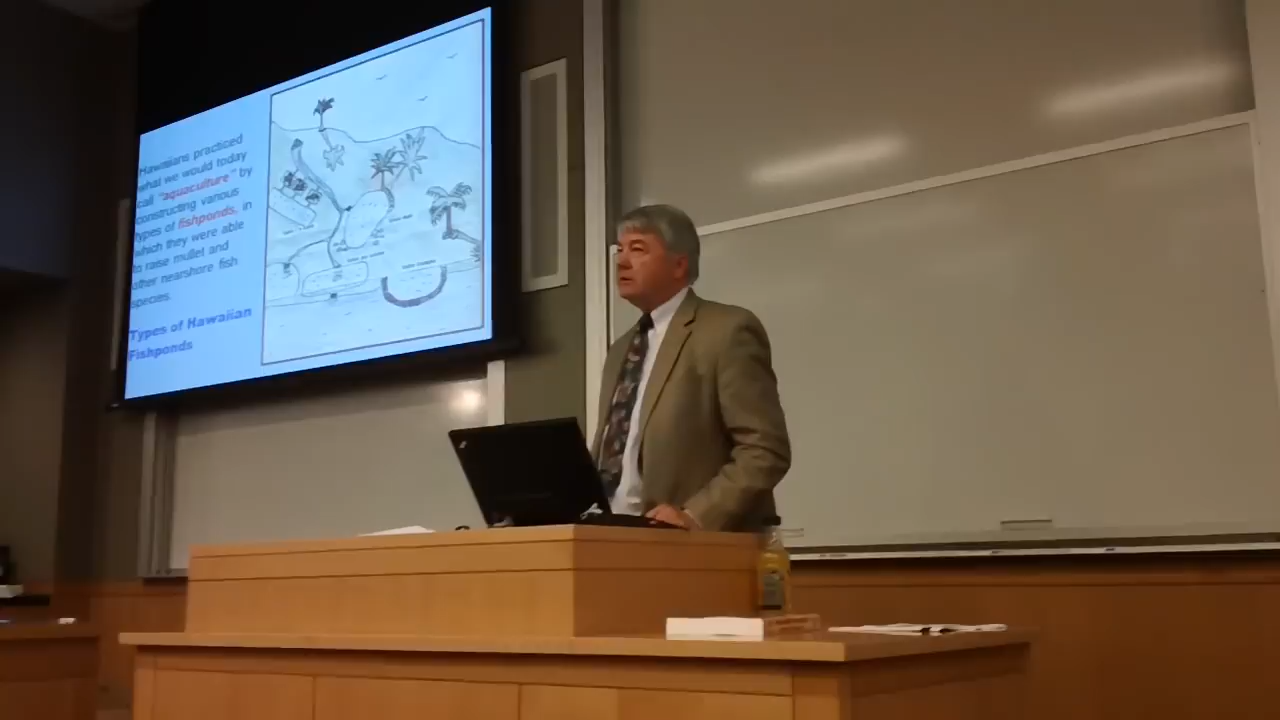 Hawaiians practiced
what we would today
call "aquaculture" by
constructing various
types of fishponds, in
which they were able
to raise mullet and
other nearshore fish
species.
Types of Hawaiian
Fishponds